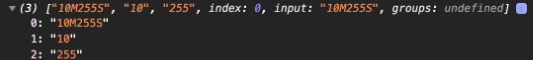 ▼(3) ["10M255S", "10", "255", index: 0, input: "10M255S", groups: undefined] i
0: "10M255S"
1: "10"
2: "255"